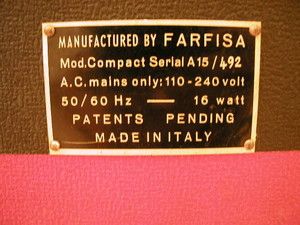 MANUFACTURED BY FARFISA
Mod.Compact Serial A15/492
A.C. mains only: 110-240 volt
50/60 Hz — 16 watt
PATENTS PENDING
MADE IN ITALY